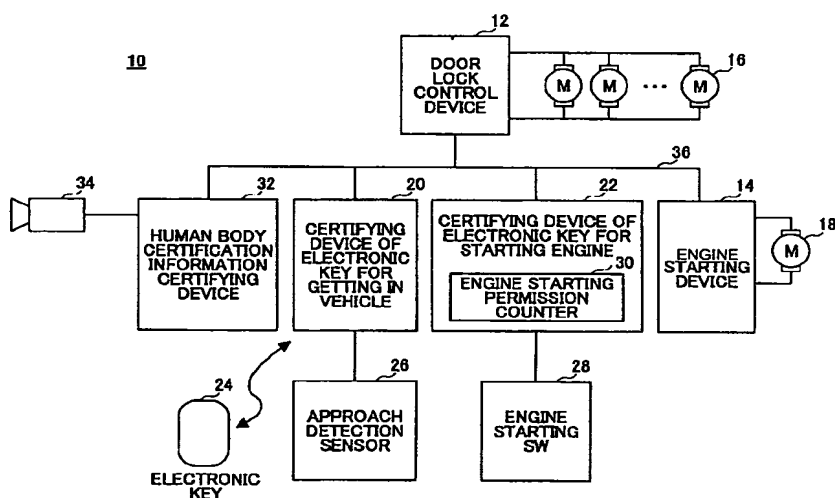 10
12
DOOR
LOCK
CONTROL
DEVICE
M
M
...
M
16
36
34
32
HUMAN BODY
CERTIFICATION
INFORMATION
CERTIFYING
DEVICE
20
CERTIFYING
DEVICE OF
ELECTRONIC
KEY FOR
GETTING IN
VEHICLE
22
CERTIFYING DEVICE OF
ELECTRONIC KEY FOR
STARTING ENGINE
30
ENGINE STARTING
PERMISSION
COUNTER
14
ENGINE
STARTING
DEVICE
18
M
24
ELECTRONIC
KEY
26
APPROACH
DETECTION
SENSOR
28
ENGINE
STARTING
SW